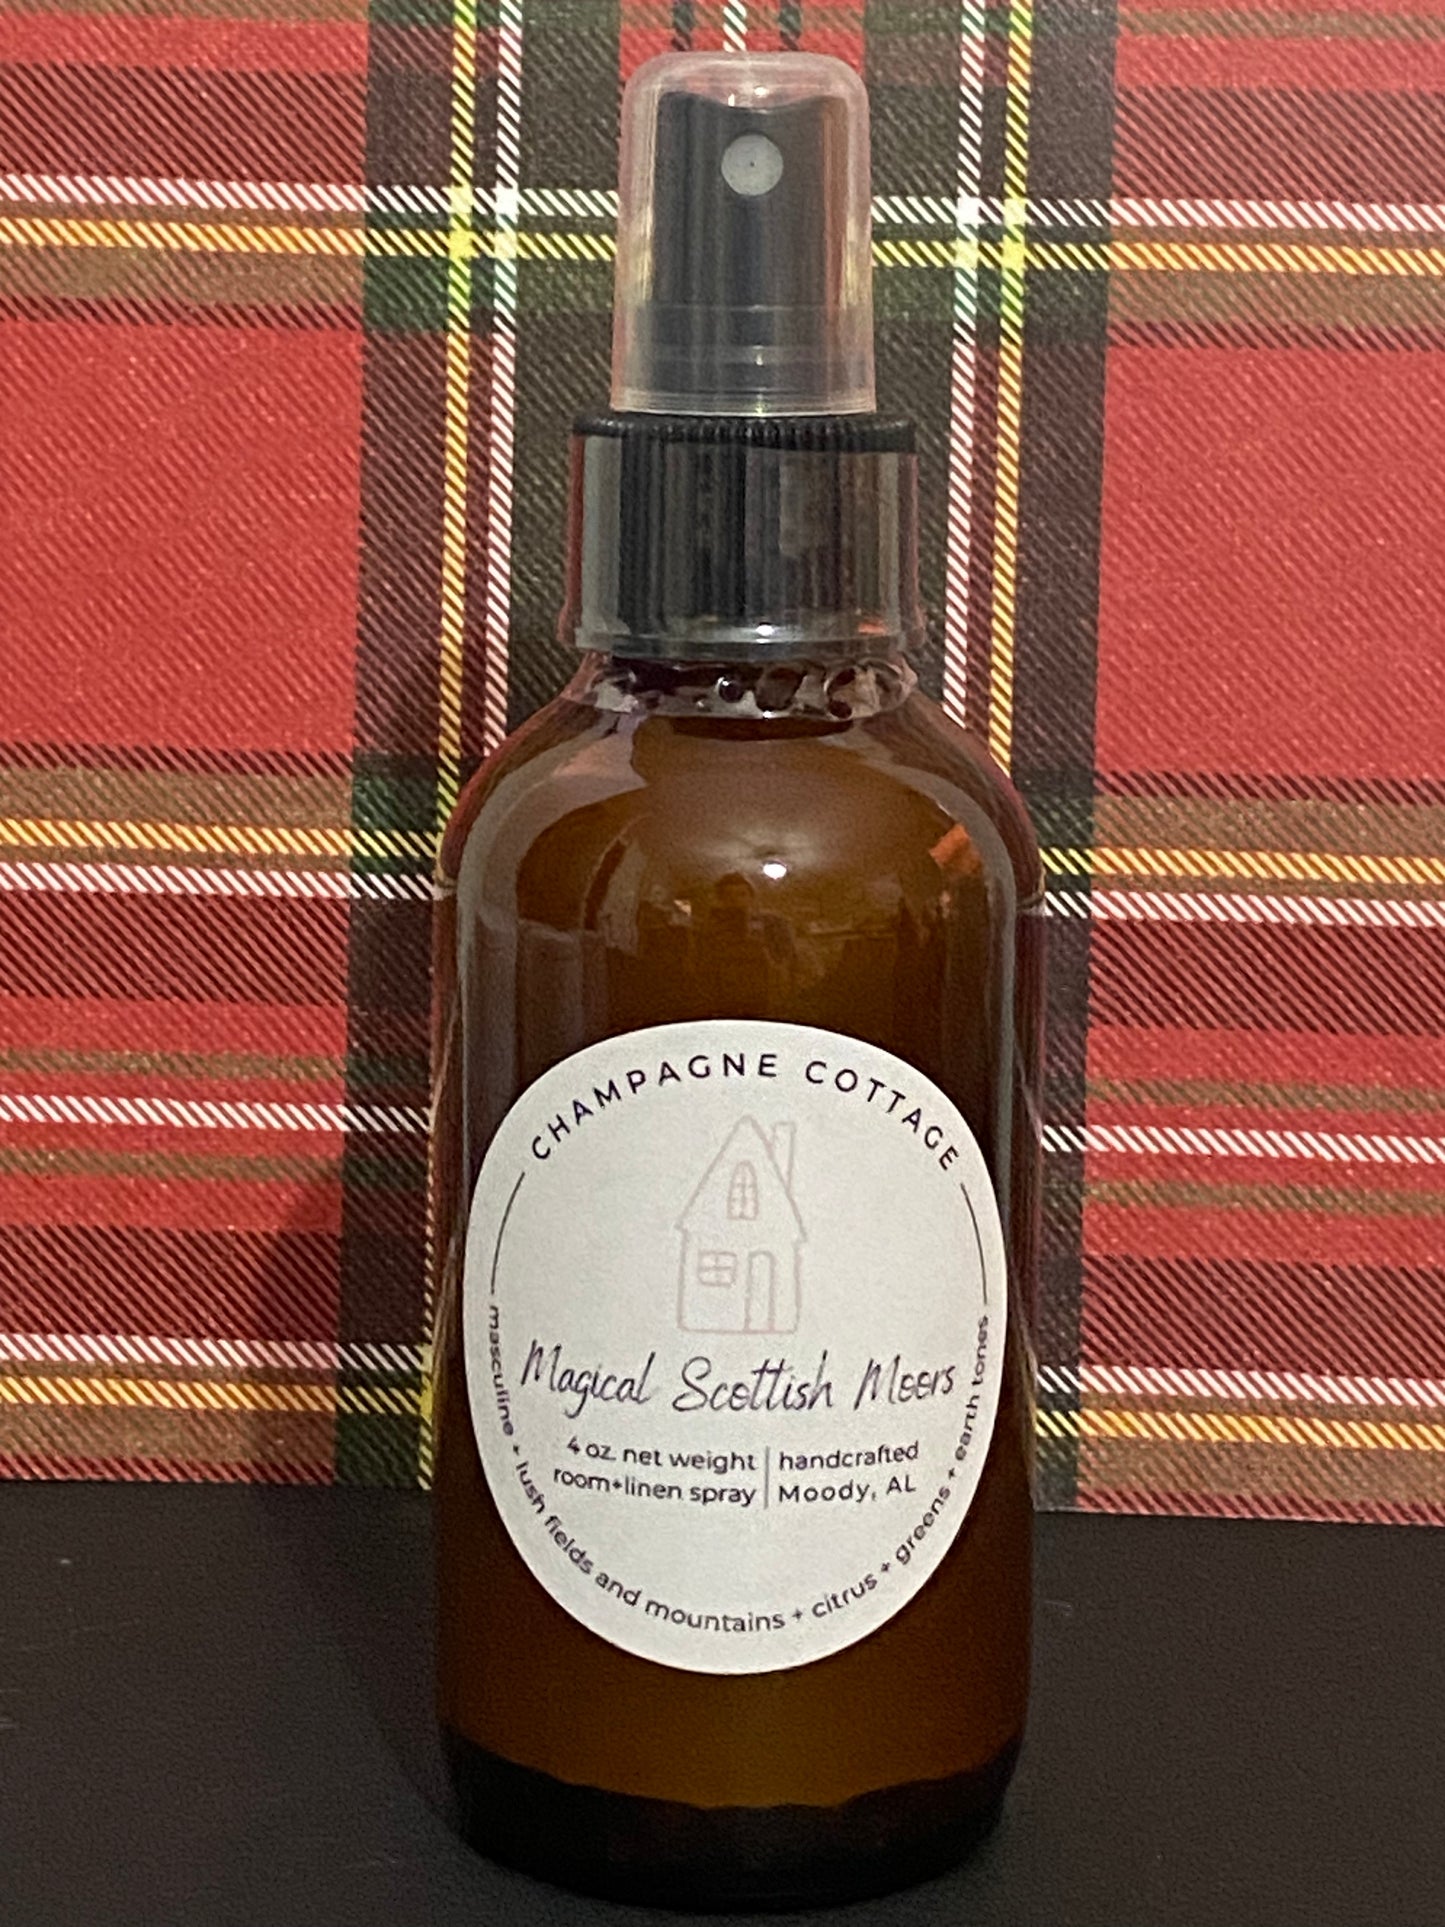 CHAMPAGNE COTTAGE
Magical Scottish Moors
4 oz. net weight | handcrafted
room+linen spray | Moody, AL
masculine + lush fields and mountains + citrus + greens + earth tones